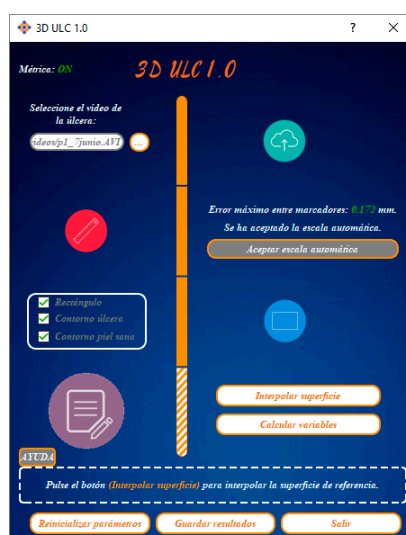 3D ULC 1.0
Métrica: ON
3D ULC 1.0
Seleccione el vídeo de
la úlcera:
ideos/p1_7junio.AVI
...
Error máximo entre marcadores: 0.172 mm.
Se ha aceptado la escala automática.
Aceptar escala automática
Rectángulo
Contorno úlcera
Contorno piel sana
Interpolar superficie
Calcular variables
AYUDA
Pulse el botón (Interpolar superficie) para interpolar la superficie de referencia.
Reinicializar parámetros
Guardar resultados
Salir